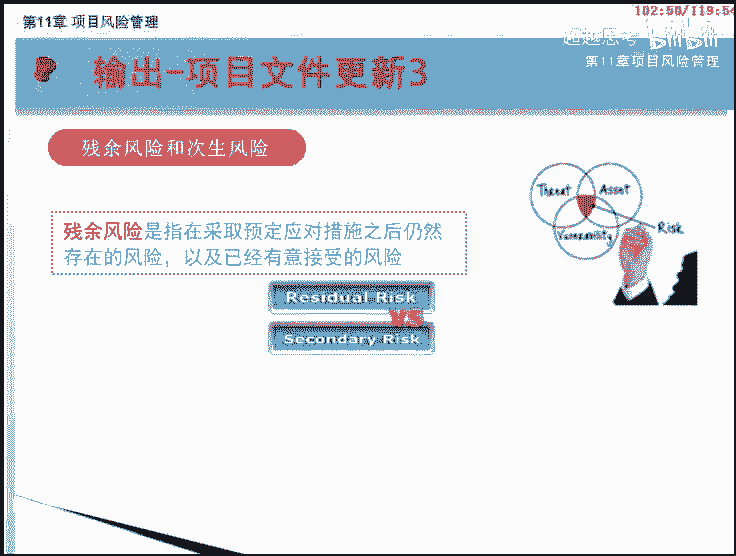 第11章 项目风险管理
102:50/119:54
超越思考 bilibili
第11章项目风险管理
输出-项目文件更新3
残余风险和次生风险
残余风险是指在采取预定应对措施之后仍然
存在的风险，以及已经有意接受的风险
Threat
Asset
Vulnerability
Risk
Residual Risk
VS
Secondary Risk